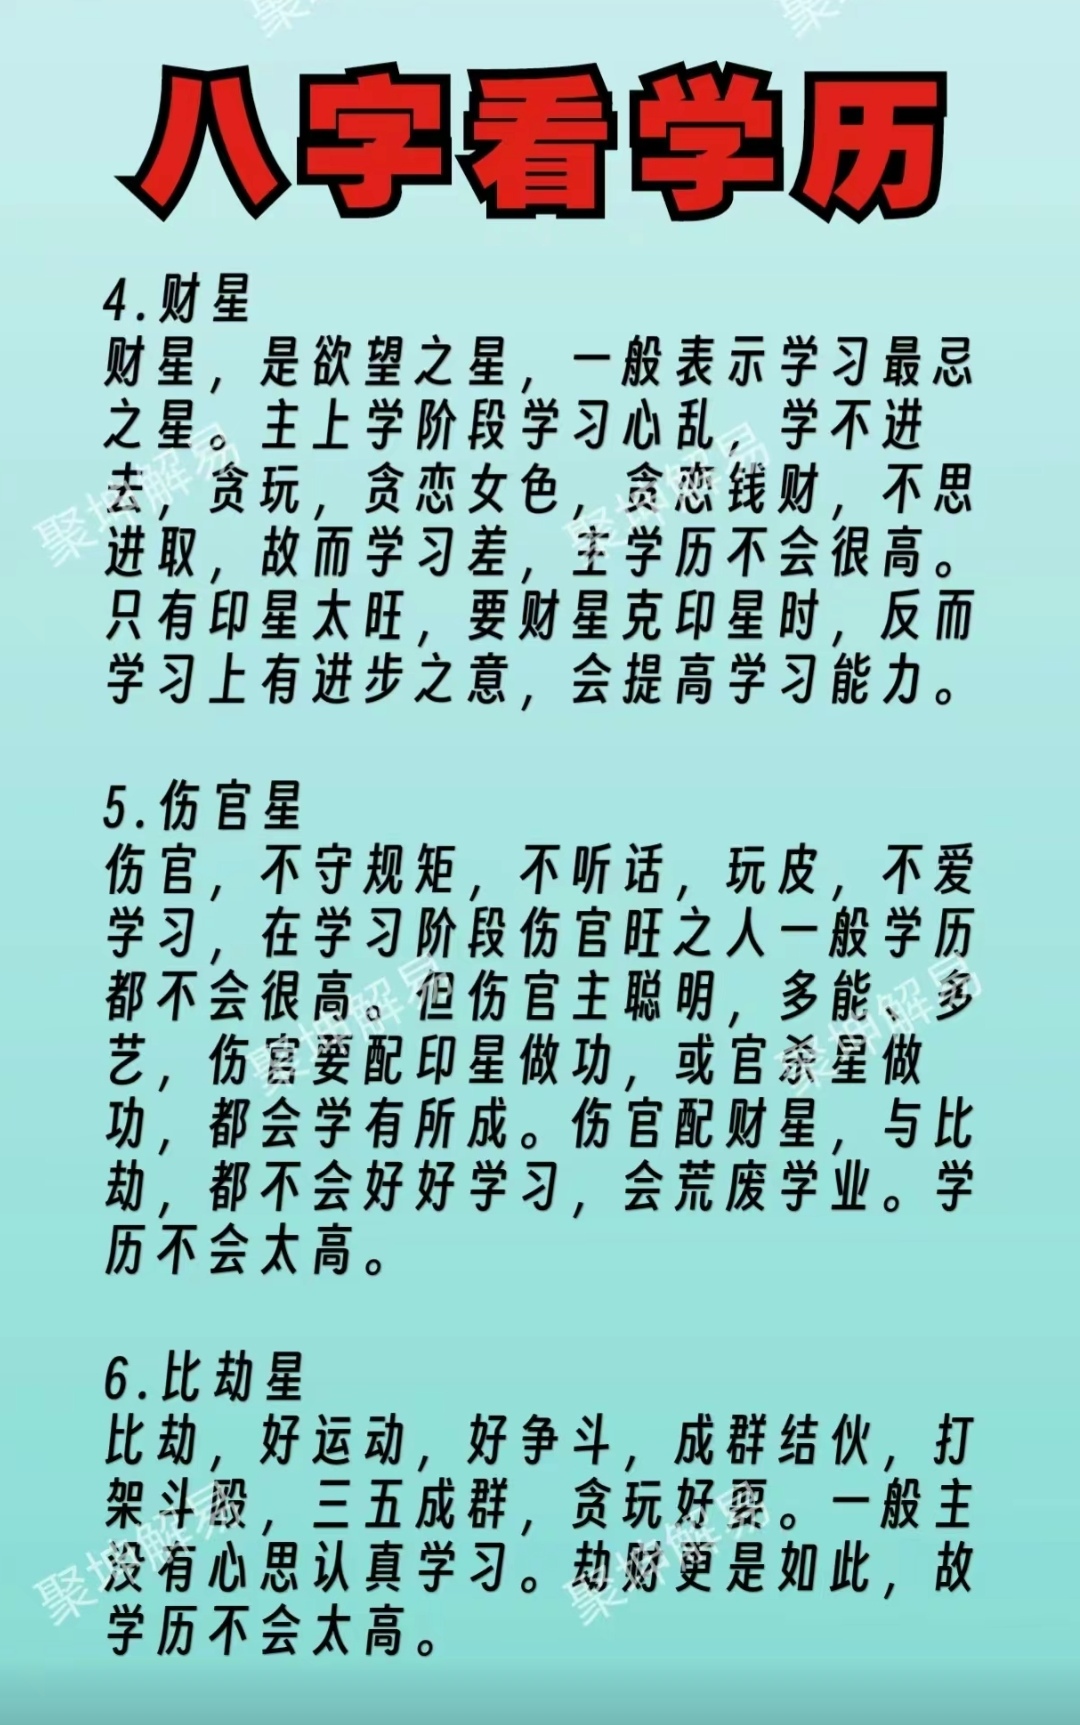 八字看学历
4.财星
财星，是欲望之星，一般表示学习最忌
之星。主上学阶段学习心乱，学不进
去，贪玩，贪恋女色，贪恋钱财，不思
进取，故而学习差，主学历不会很高。
只有印星太旺，要财星克印星时，反而
学习上有进步之意，会提高学习能力。
5.伤官星
伤官，不守规矩，不听话，玩皮，不爱
学习，在学习阶段伤官旺之人一般学历
都不会很高。但伤官主聪明，多能，多
艺，伤官要配印星做功，或官杀星做
功，都会学有所成。伤官配财星，与比
劫，都不会好好学习，会荒废学业。学
历不会太高。
6.比劫星
比劫，好运动，好争斗，成群结伙，打
架斗殴，三五成群，贪玩好耍。一般主
没有心思认真学习。劫财更是如此，故
学历不会太高。
聚坤解易
聚坤解易
聚坤解易
聚坤解易
聚坤解易
聚坤解易